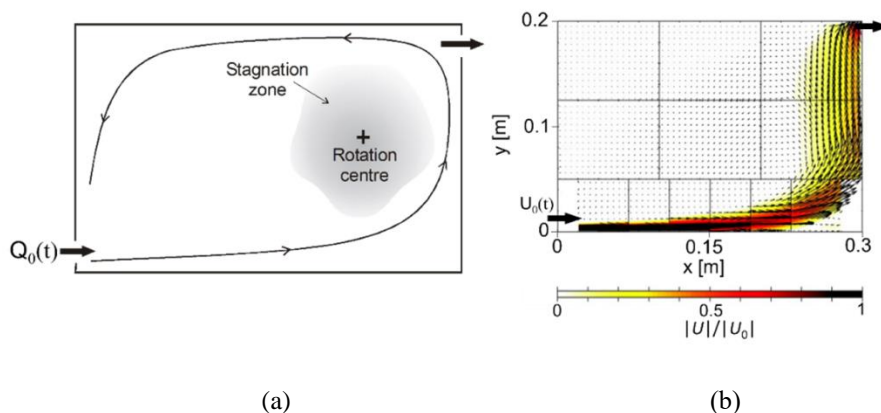 Stagnation
zone
Rotation
centre
Q₀(t)
(a)
0.2
0.1
0
y [m]
U₀(t)
0
0.15
0.3
x [m]
0
0.5
1
|U|/|U₀|
(b)